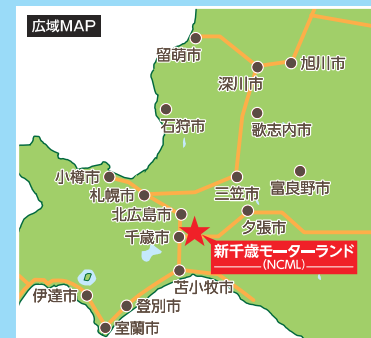 広域MAP
留萌市
旭川市
深川市
石狩市
歌志内市
小樽市
札幌市
三笠市
富良野市
北広島市
夕張市
千歳市
新千歳モーターランド
(NCML)
苫小牧市
伊達市
登別市
室蘭市